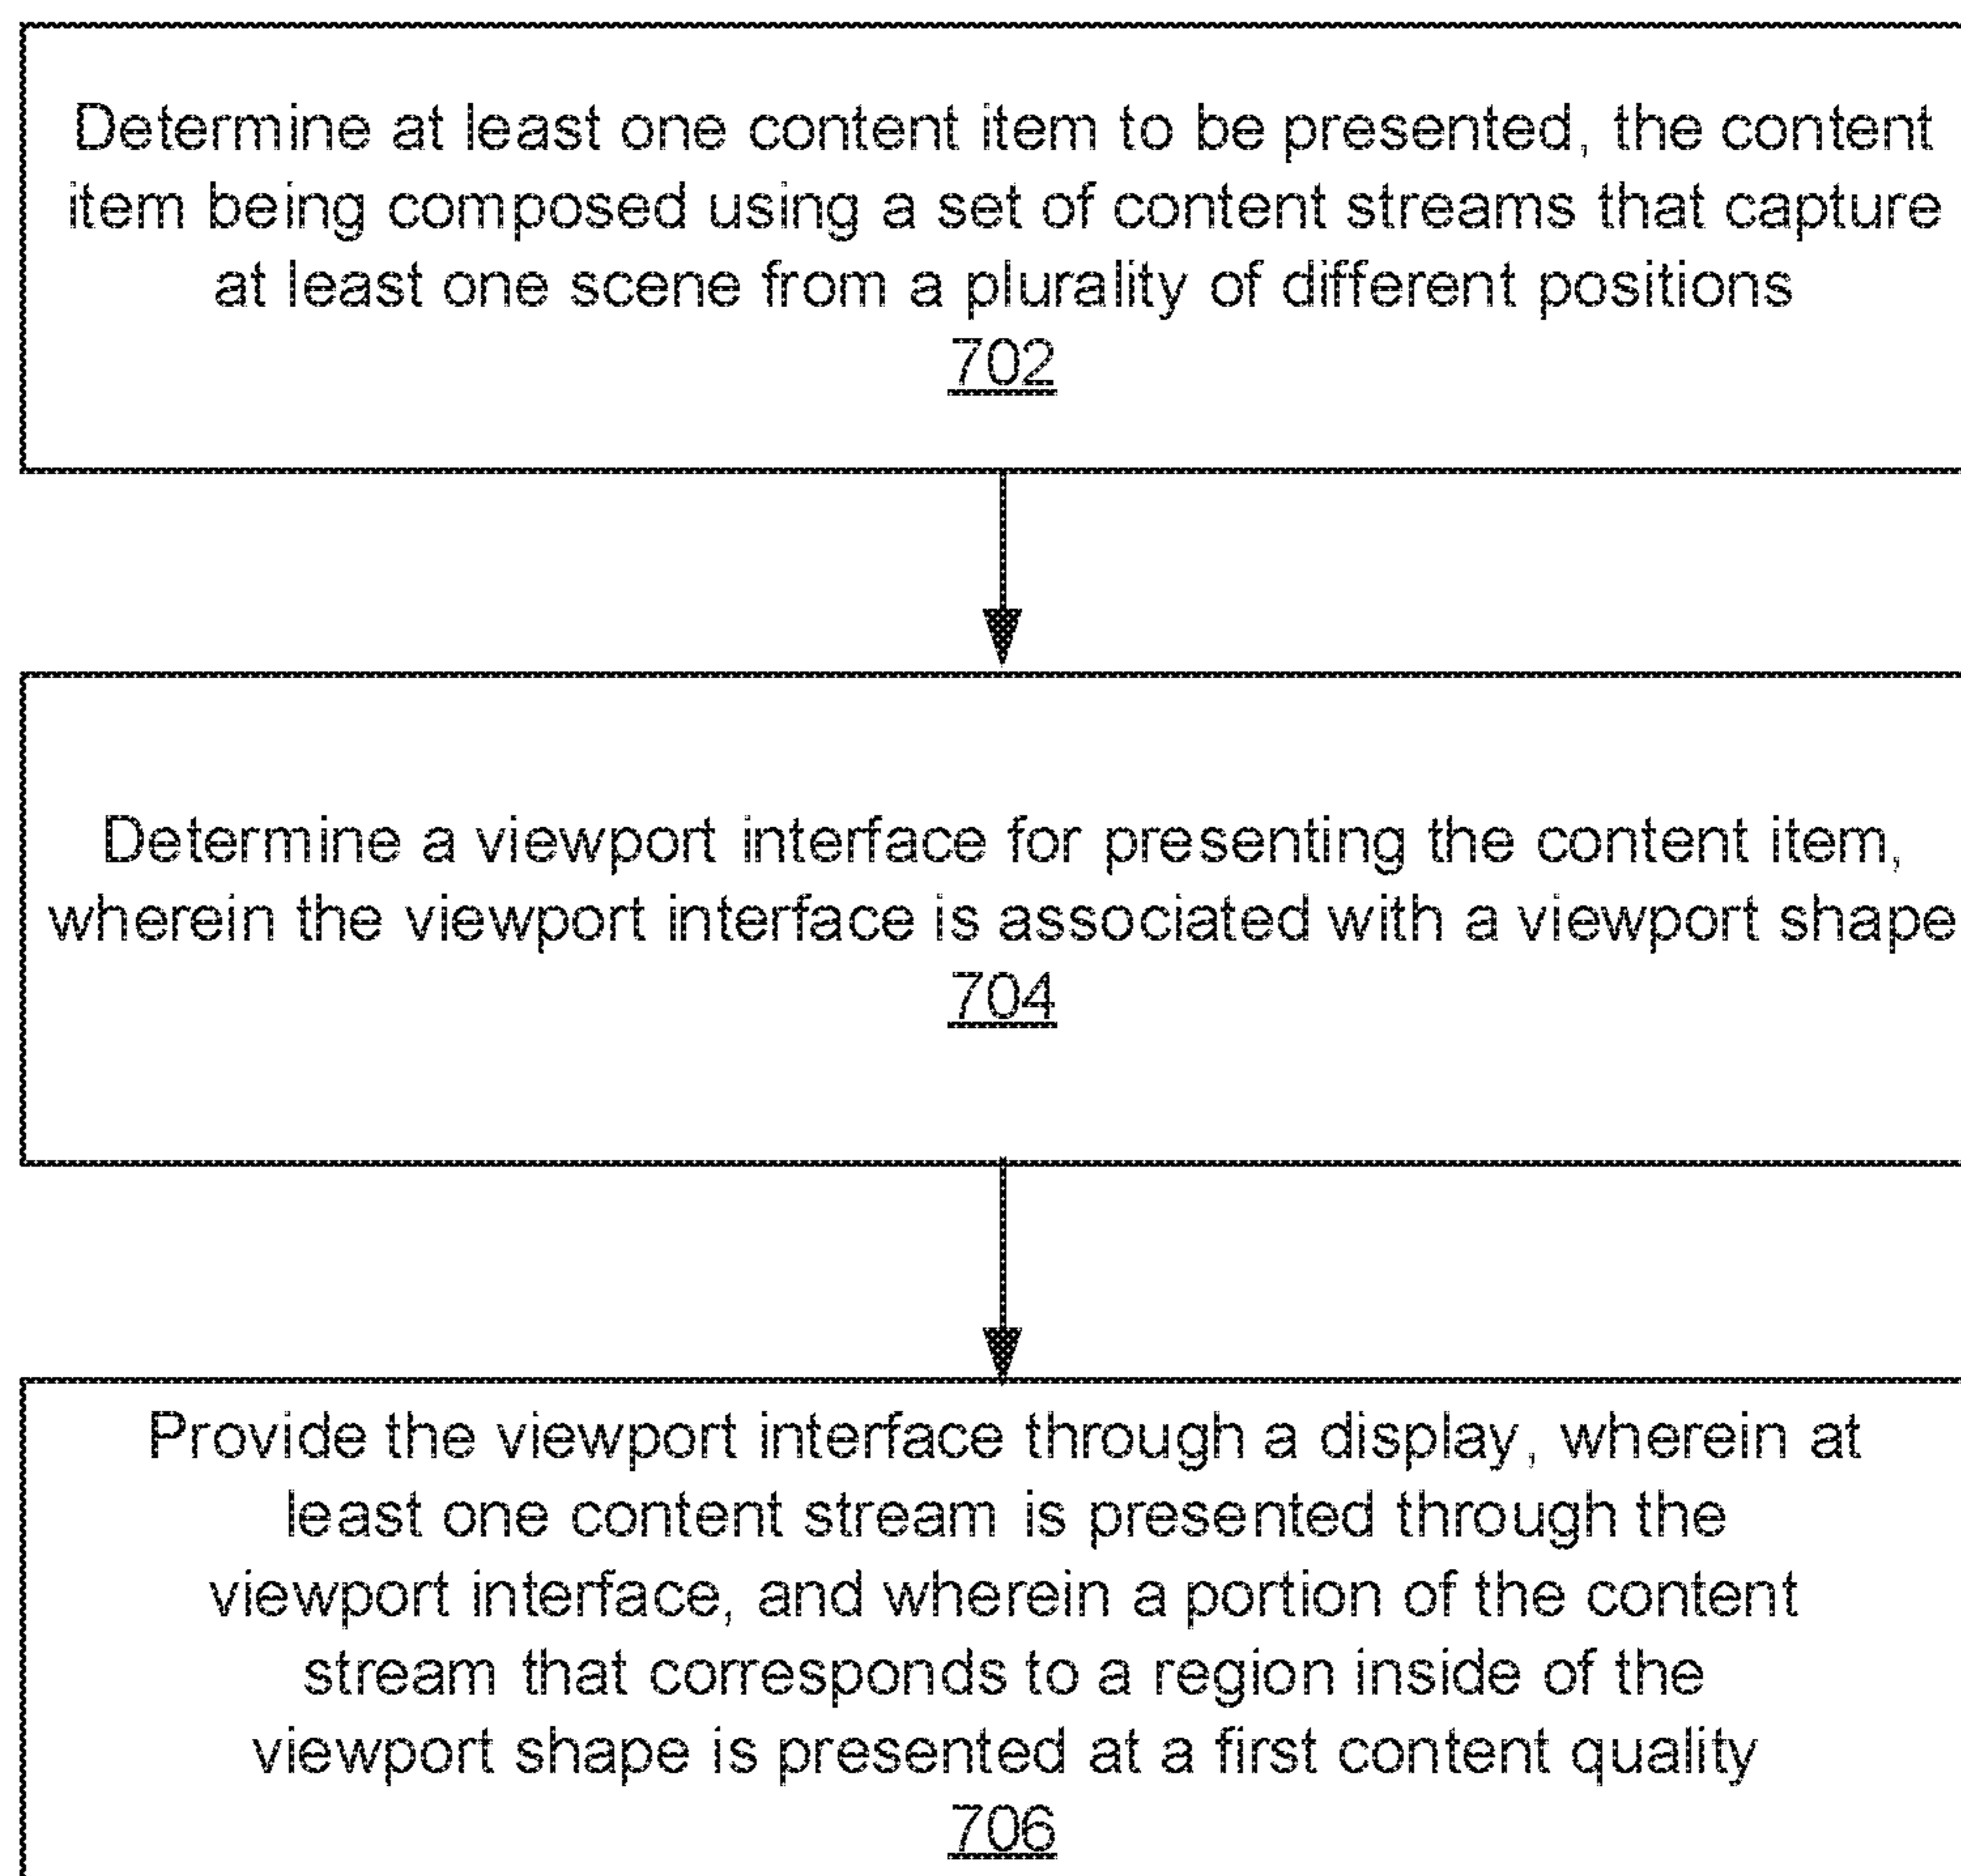 Determine at least one content item to be presented, the content
item being composed using a set of content streams that capture
at least one scene from a plurality of different positions
702
Determine a viewport interface for presenting the content item,
wherein the viewport interface is associated with a viewport shape
704
Provide the viewport interface through a display, wherein at
least one content stream is presented through the
viewport interface, and wherein a portion of the content
stream that corresponds to a region inside of the
viewport shape is presented at a first content quality
706